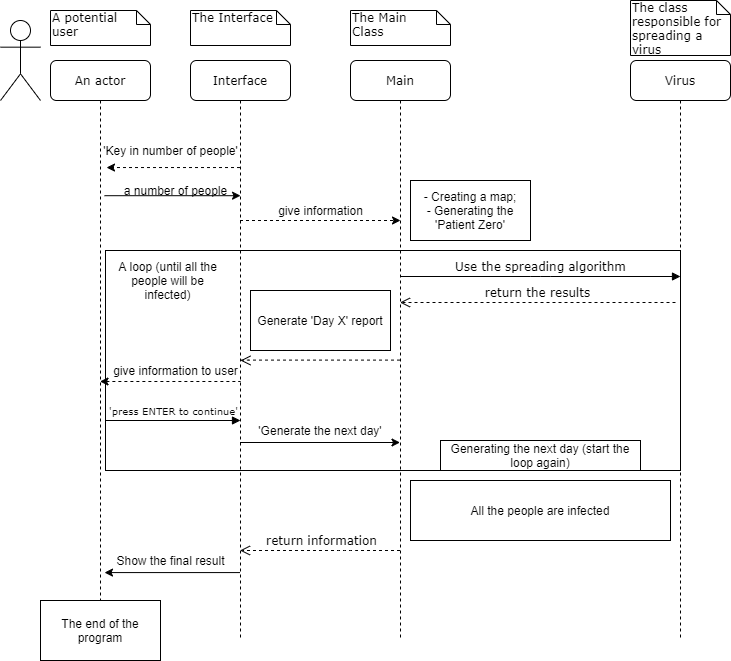 A potential
user
The Interface
The Main
Class
The class
responsible for
spreading a
virus
An actor
Interface
Main
Virus
'Key in number of people'
a number of people
give information
- Creating a map;
- Generating the
'Patient Zero'
A loop (until all the
people will be
infected)
Use the spreading algorithm
return the results
Generate 'Day X' report
give information to user
'press ENTER to continue'
'Generate the next day'
Generating the next day (start the
loop again)
All the people are infected
return information
Show the final result
The end of the
program